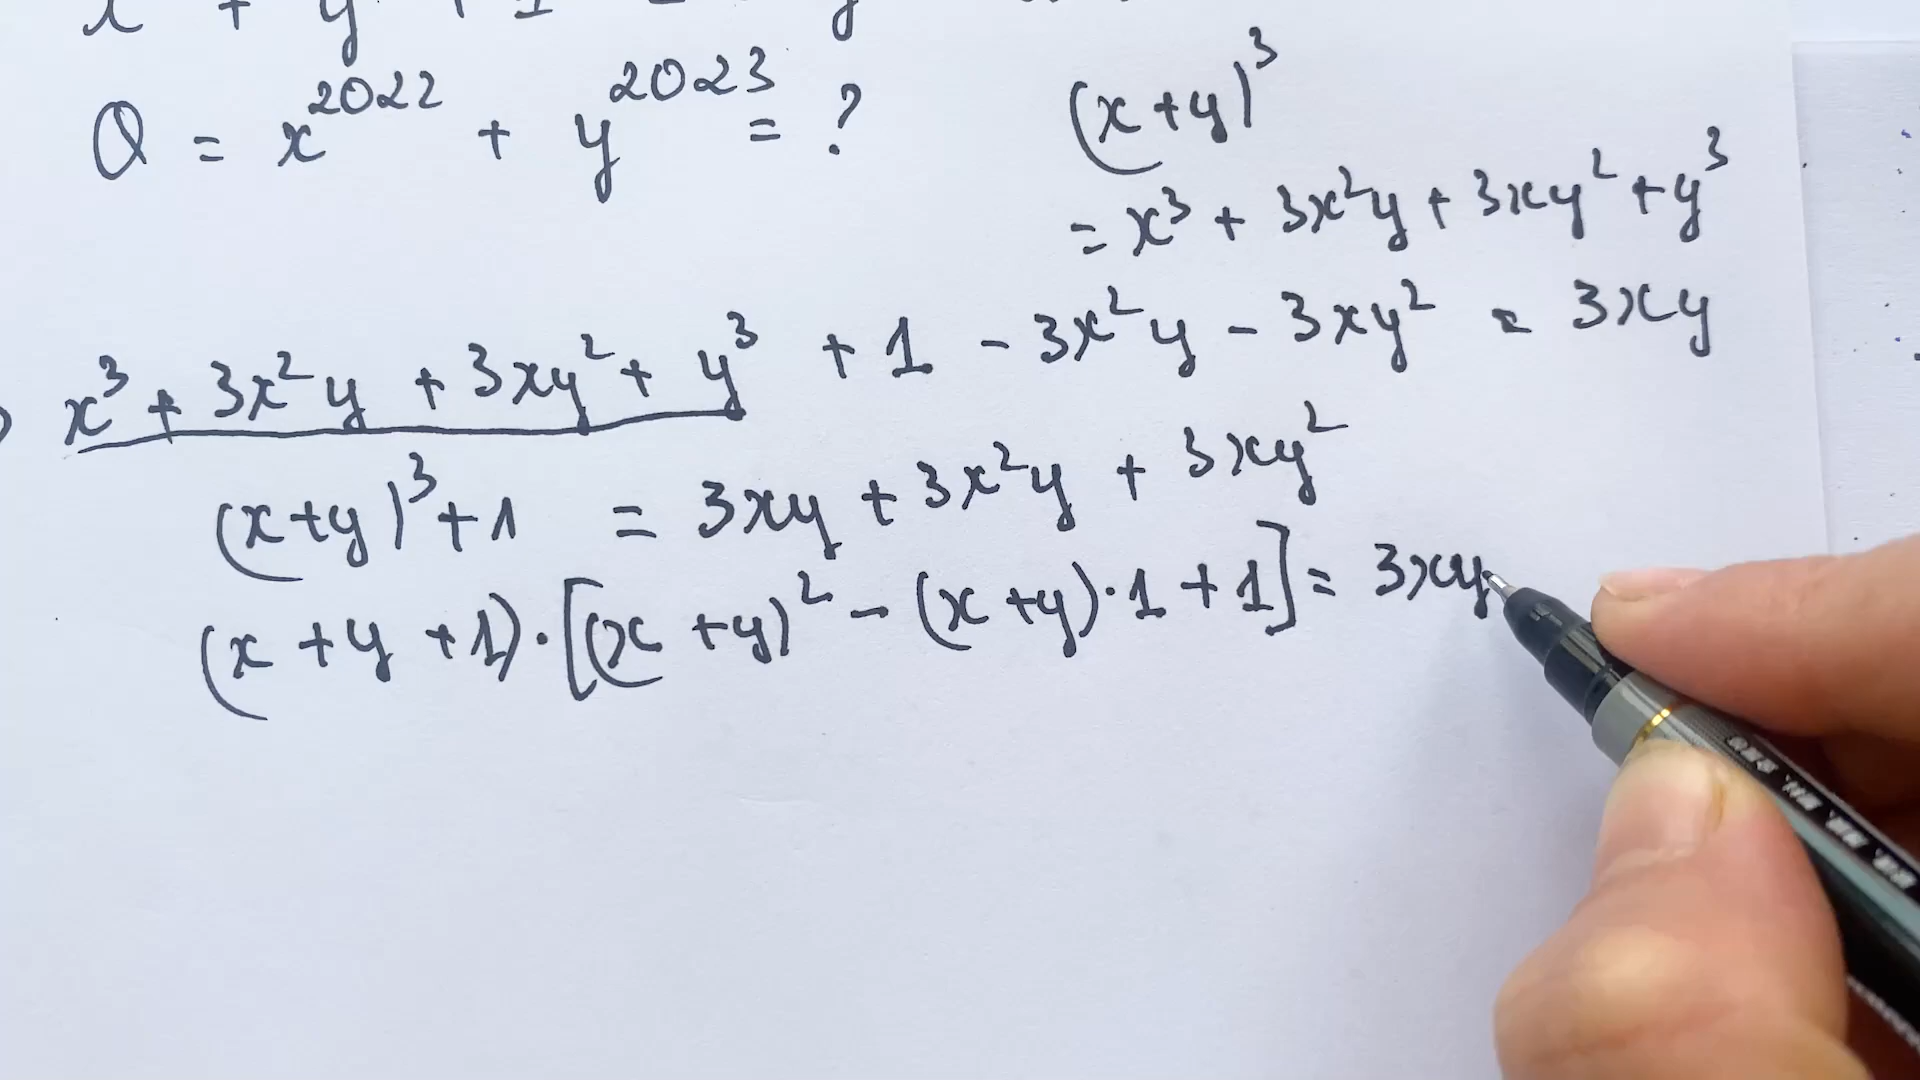 Q = x^2022 + y^2023 = ?
(x+y)^3
= x^3 + 3x^2y + 3xy^2 + y^3
x^3 + 3x^2y + 3xy^2 + y^3 + 1 - 3x^2y - 3xy^2 = 3xy
(x+y)^3 + 1 = 3xy + 3x^2y + 3xy^2
(x + y + 1)·[(x + y)^2 - (x + y)·1 + 1] = 3xy